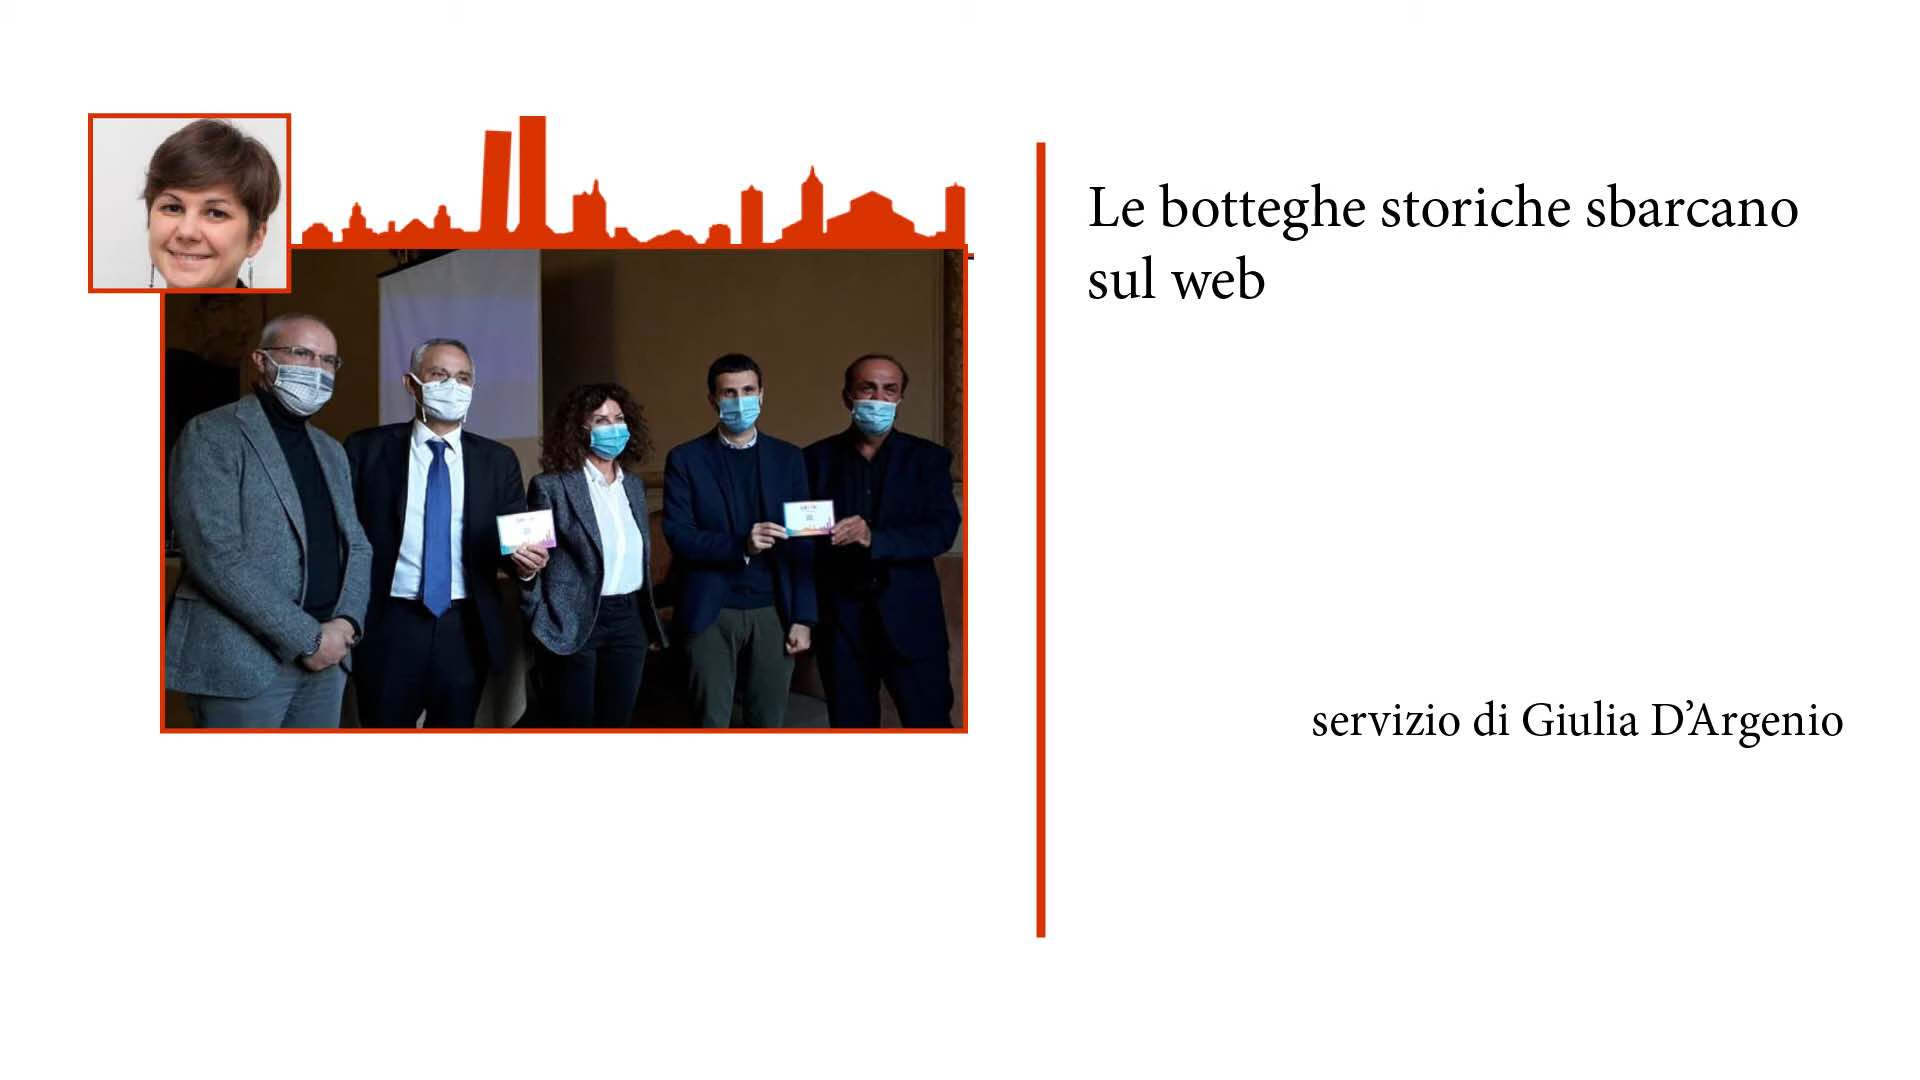 Le botteghe storiche sbarcano
sul web
servizio di Giulia D’Argenio